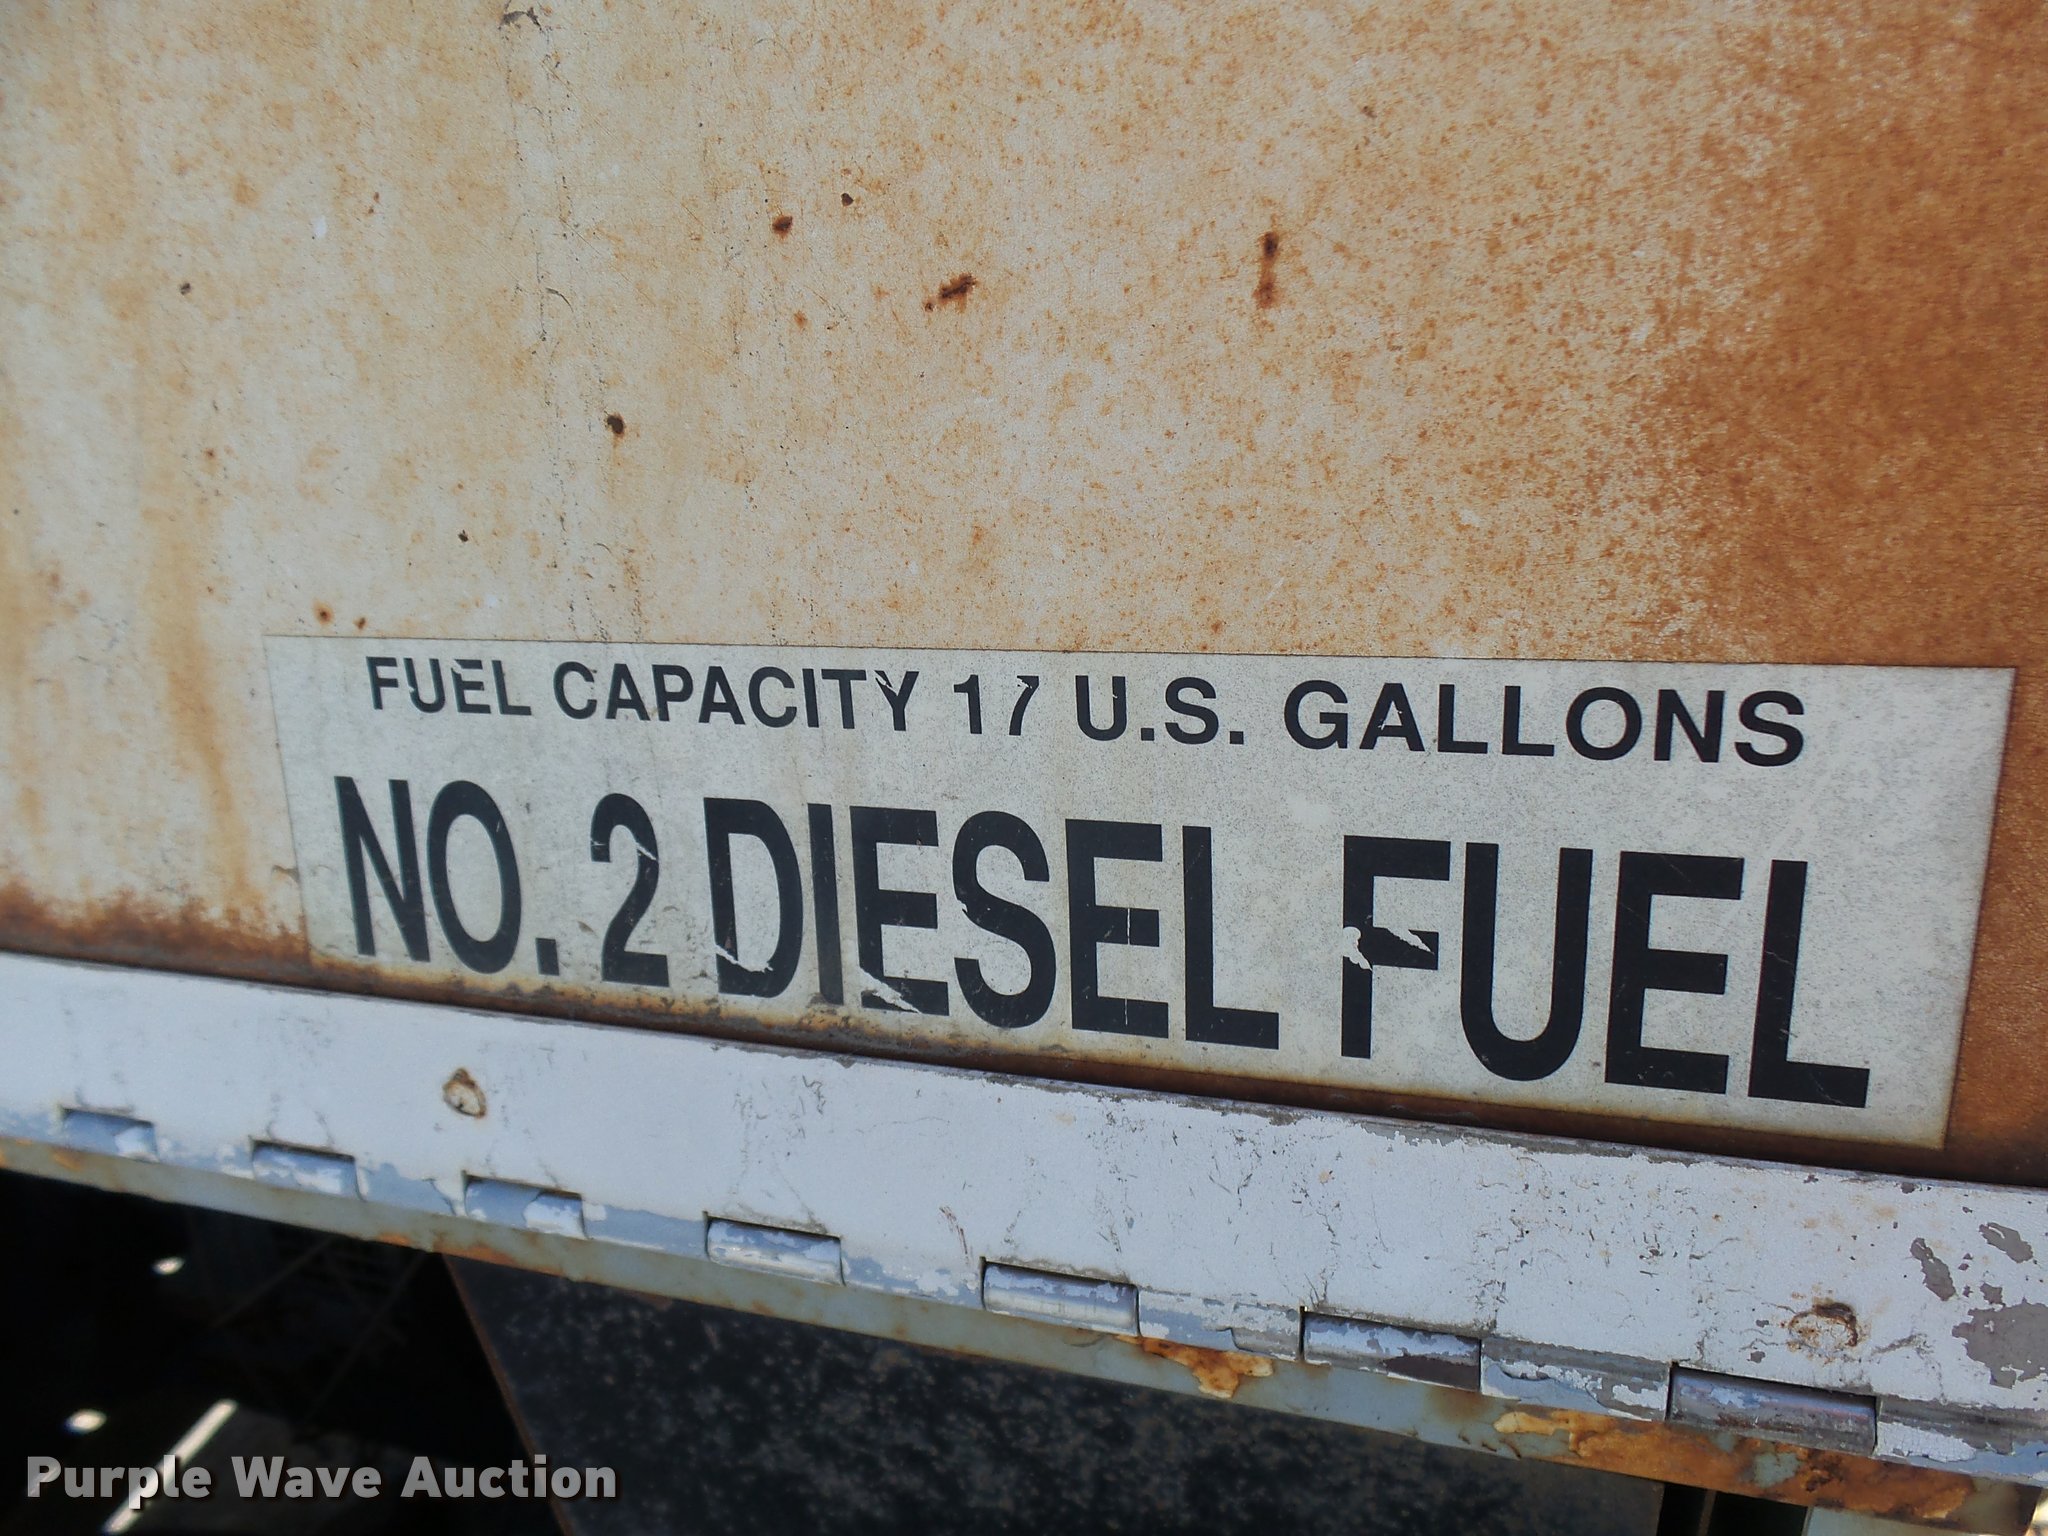 FUEL CAPACITY 17 U.S. GALLONS
NO. 2 DIESEL FUEL
Purple Wave Auction